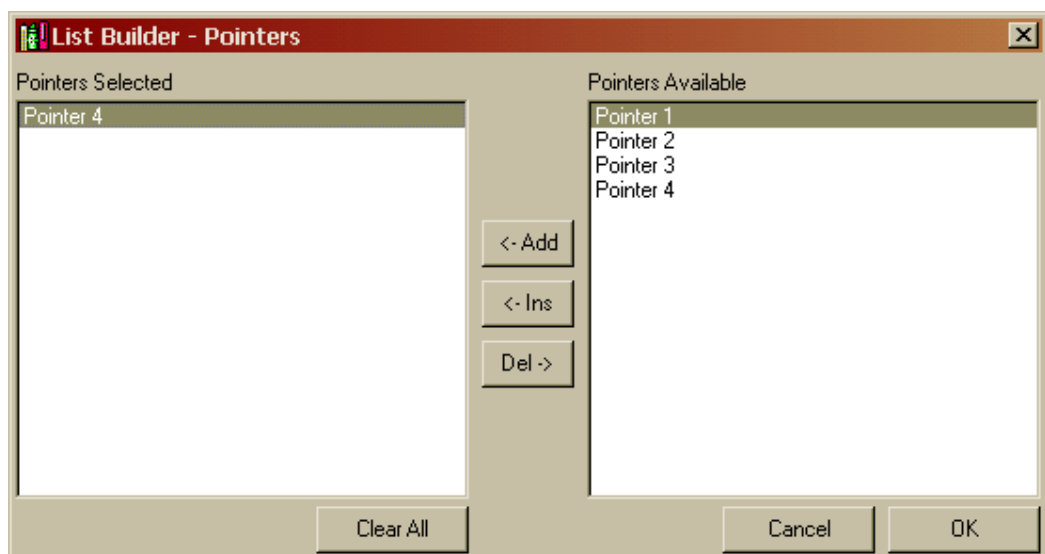 List Builder - Pointers
Pointers Selected
Pointer 4
Pointers Available
Pointer 1
Pointer 2
Pointer 3
Pointer 4
<- Add
<- Ins
Del ->
Clear All
Cancel
OK